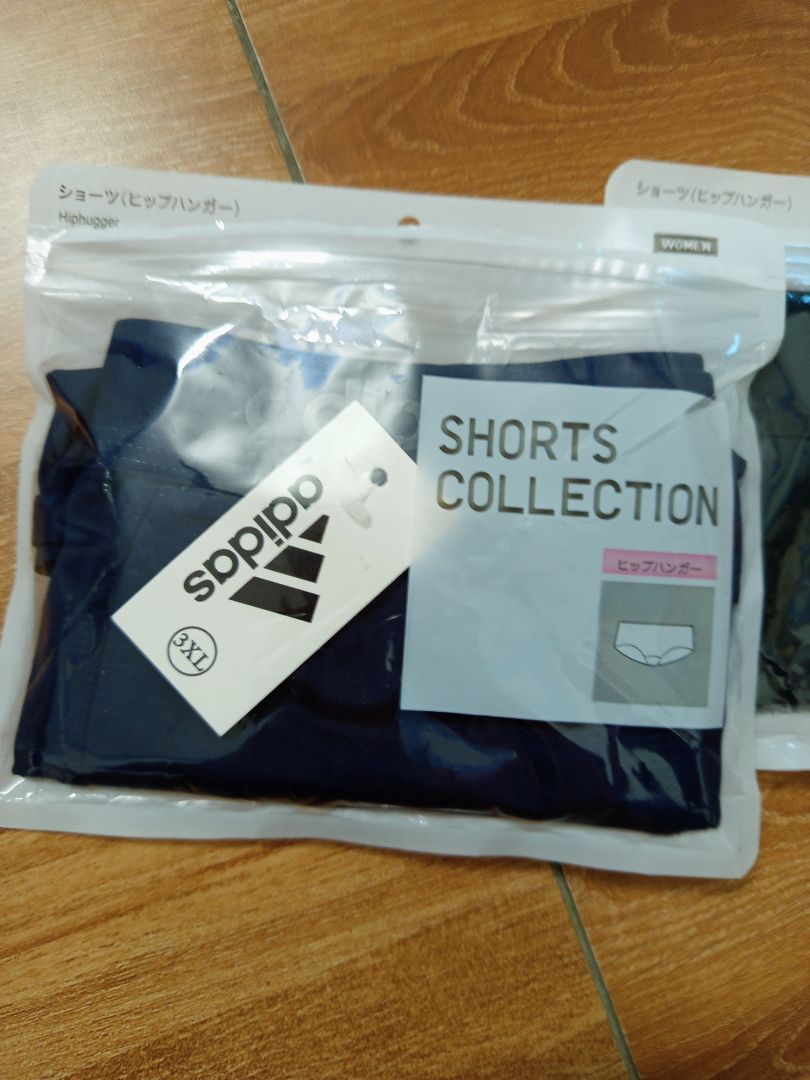 ショーツ(ヒップハンガー)
Hiphugger
WOMEN
SHORTS
COLLECTION
ヒップハンガー
adidas
3XL
ショーツ(ヒップハンガー)